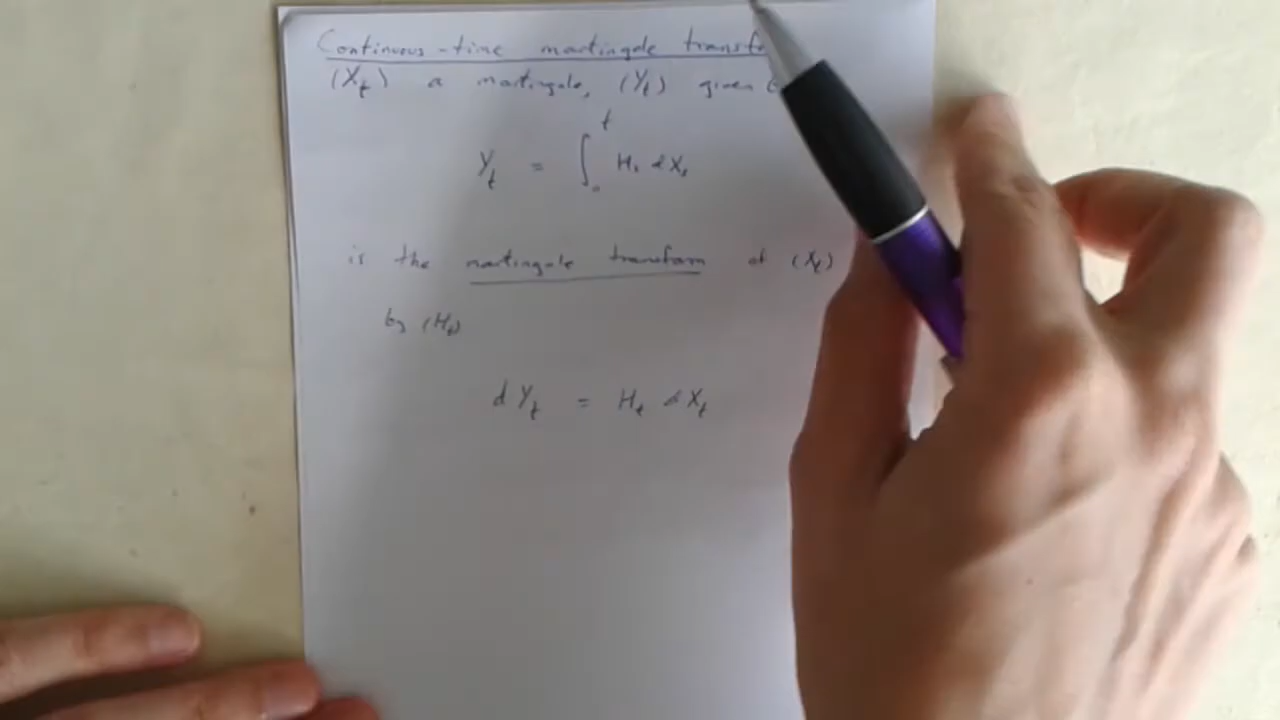 Continuous-time martingale transfo
(X_t) a martingale, (Y_t) given b
Y_t = ∫_0^t H_s dX_s
is the martingale transform of (X_t)
by (H_t)
dY_t = H_t dX_t